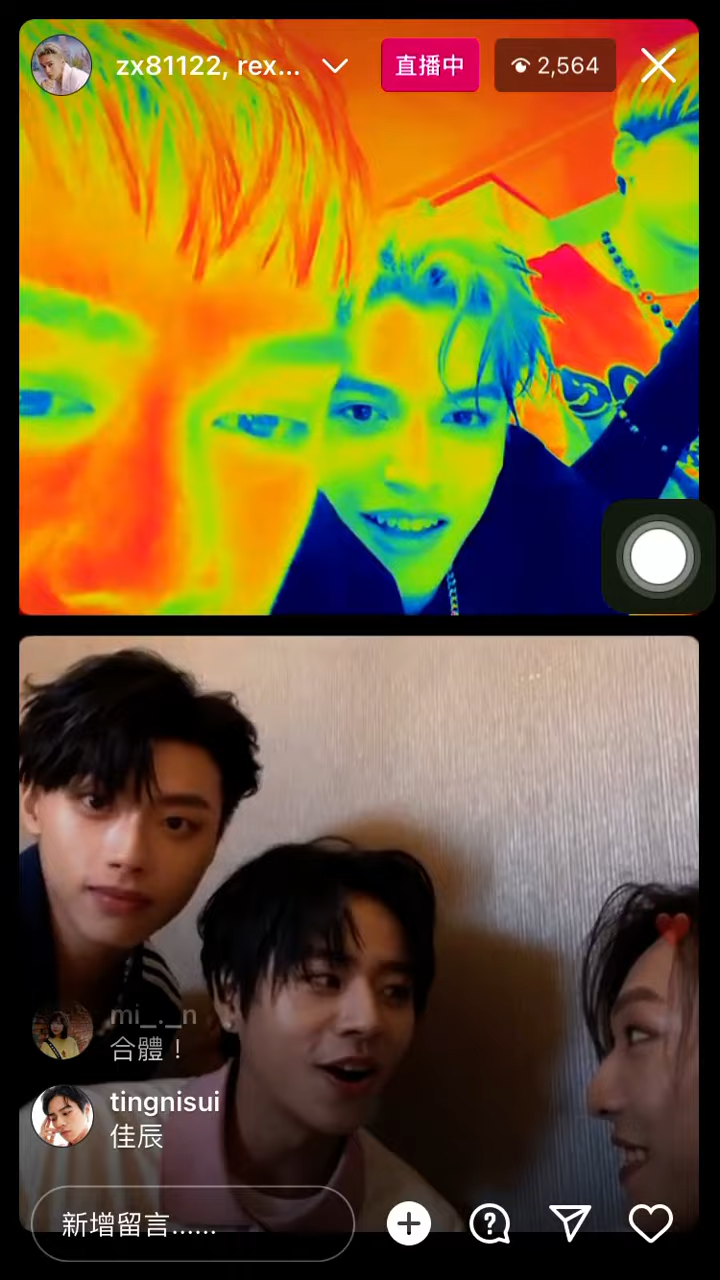 zx81122, rex...
直播中
2,564
mi_._n
合體！
tingnisui
佳辰
新增留言......